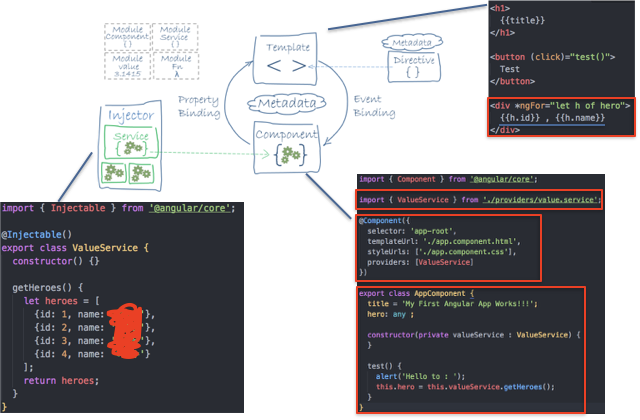 Module
Component
{ }
Module
Service
{ }
Module
value
3.1415
Module
Fn.
λ
Template
< >
Metadata
Directive
{ }
Property
Binding
Metadata
Event
Binding
Injector
Service
{ }
Component
{ }
<h1>
{{title}}
</h1>
<button (click)="test()">
Test
</button>
<div *ngFor="let h of hero">
{{h.id}} , {{h.name}}
</div>
import { Injectable } from '@angular/core';
@Injectable()
export class ValueService {
constructor() {}
getHeroes() {
let heroes = [
{id: 1, name: '},
{id: 2, name: '},
{id: 3, name: '},
{id: 4, name: '}
];
return heroes;
}
}
import { Component } from '@angular/core';
import { ValueService } from './providers/value.service';
@Component({
selector: 'app-root',
templateUrl: './app.component.html',
styleUrls: ['./app.component.css'],
providers: [ValueService]
})
export class AppComponent {
title = 'My First Angular App Works!!!';
hero: any ;
constructor(private valueService : ValueService) {
}
test() {
alert('Hello to : ');
this.hero = this.valueService.getHeroes();
}
}